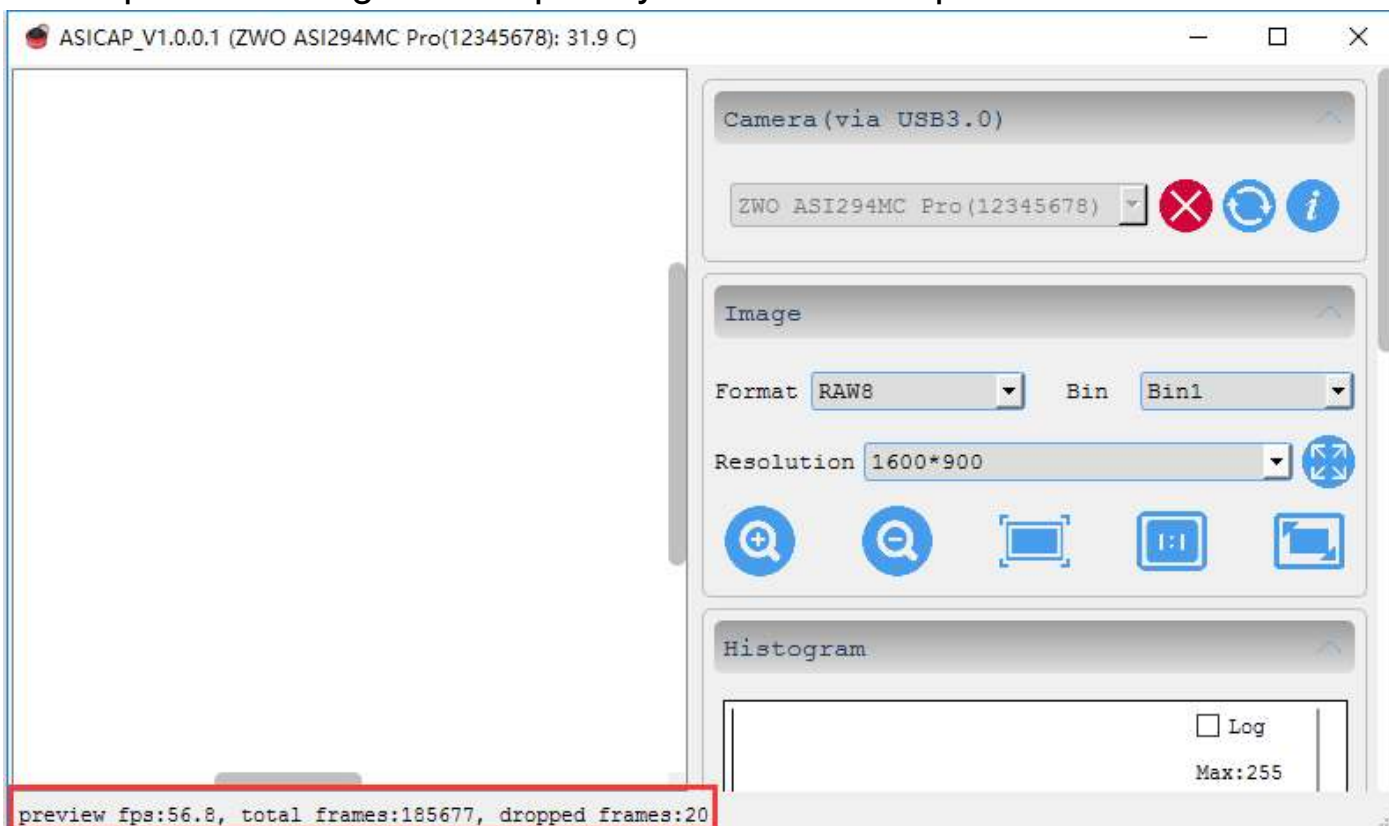 ASICAP_V1.0.0.1 (ZWO ASI294MC Pro(12345678): 31.9 C)
Camera(via USB3.0)
ZWO ASI294MC Pro(12345678)
Image
Format RAW8 Bin Bin1
Resolution 1600*900
1:1
Histogram
Log
Max:255
preview fps:56.8, total frames:185677, dropped frames:20